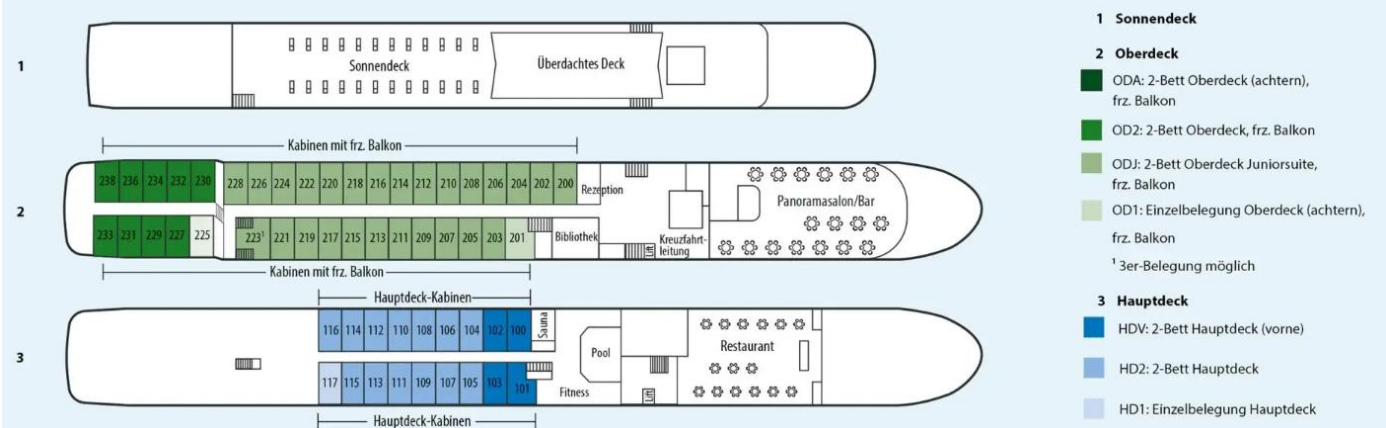 1
Sonnendeck
Überdachtes Deck
Kabinen mit frz. Balkon
2
238 236 234 232 230 228 226 224 222 220 218 216 214 212 210 208 206 204 202 200
Rezeption
Panoramasalon/Bar
233 231 229 227 225 223¹ 221 219 217 215 213 211 209 207 205 203 201
Bibliothek
Lift
Kreuzfahrt-
leitung
Kabinen mit frz. Balkon
Hauptdeck-Kabinen
3
116 114 112 110 108 106 104 102 100
Sauna
Pool
Restaurant
117 115 113 111 109 107 105 103 101
Fitness
Lift
Hauptdeck-Kabinen
1 Sonnendeck
2 Oberdeck
ODA: 2-Bett Oberdeck (achtern),
frz. Balkon
OD2: 2-Bett Oberdeck, frz. Balkon
ODJ: 2-Bett Oberdeck Juniorsuite,
frz. Balkon
OD1: Einzelbelegung Oberdeck (achtern),
frz. Balkon
¹ 3er-Belegung möglich
3 Hauptdeck
HDV: 2-Bett Hauptdeck (vorne)
HD2: 2-Bett Hauptdeck
HD1: Einzelbelegung Hauptdeck